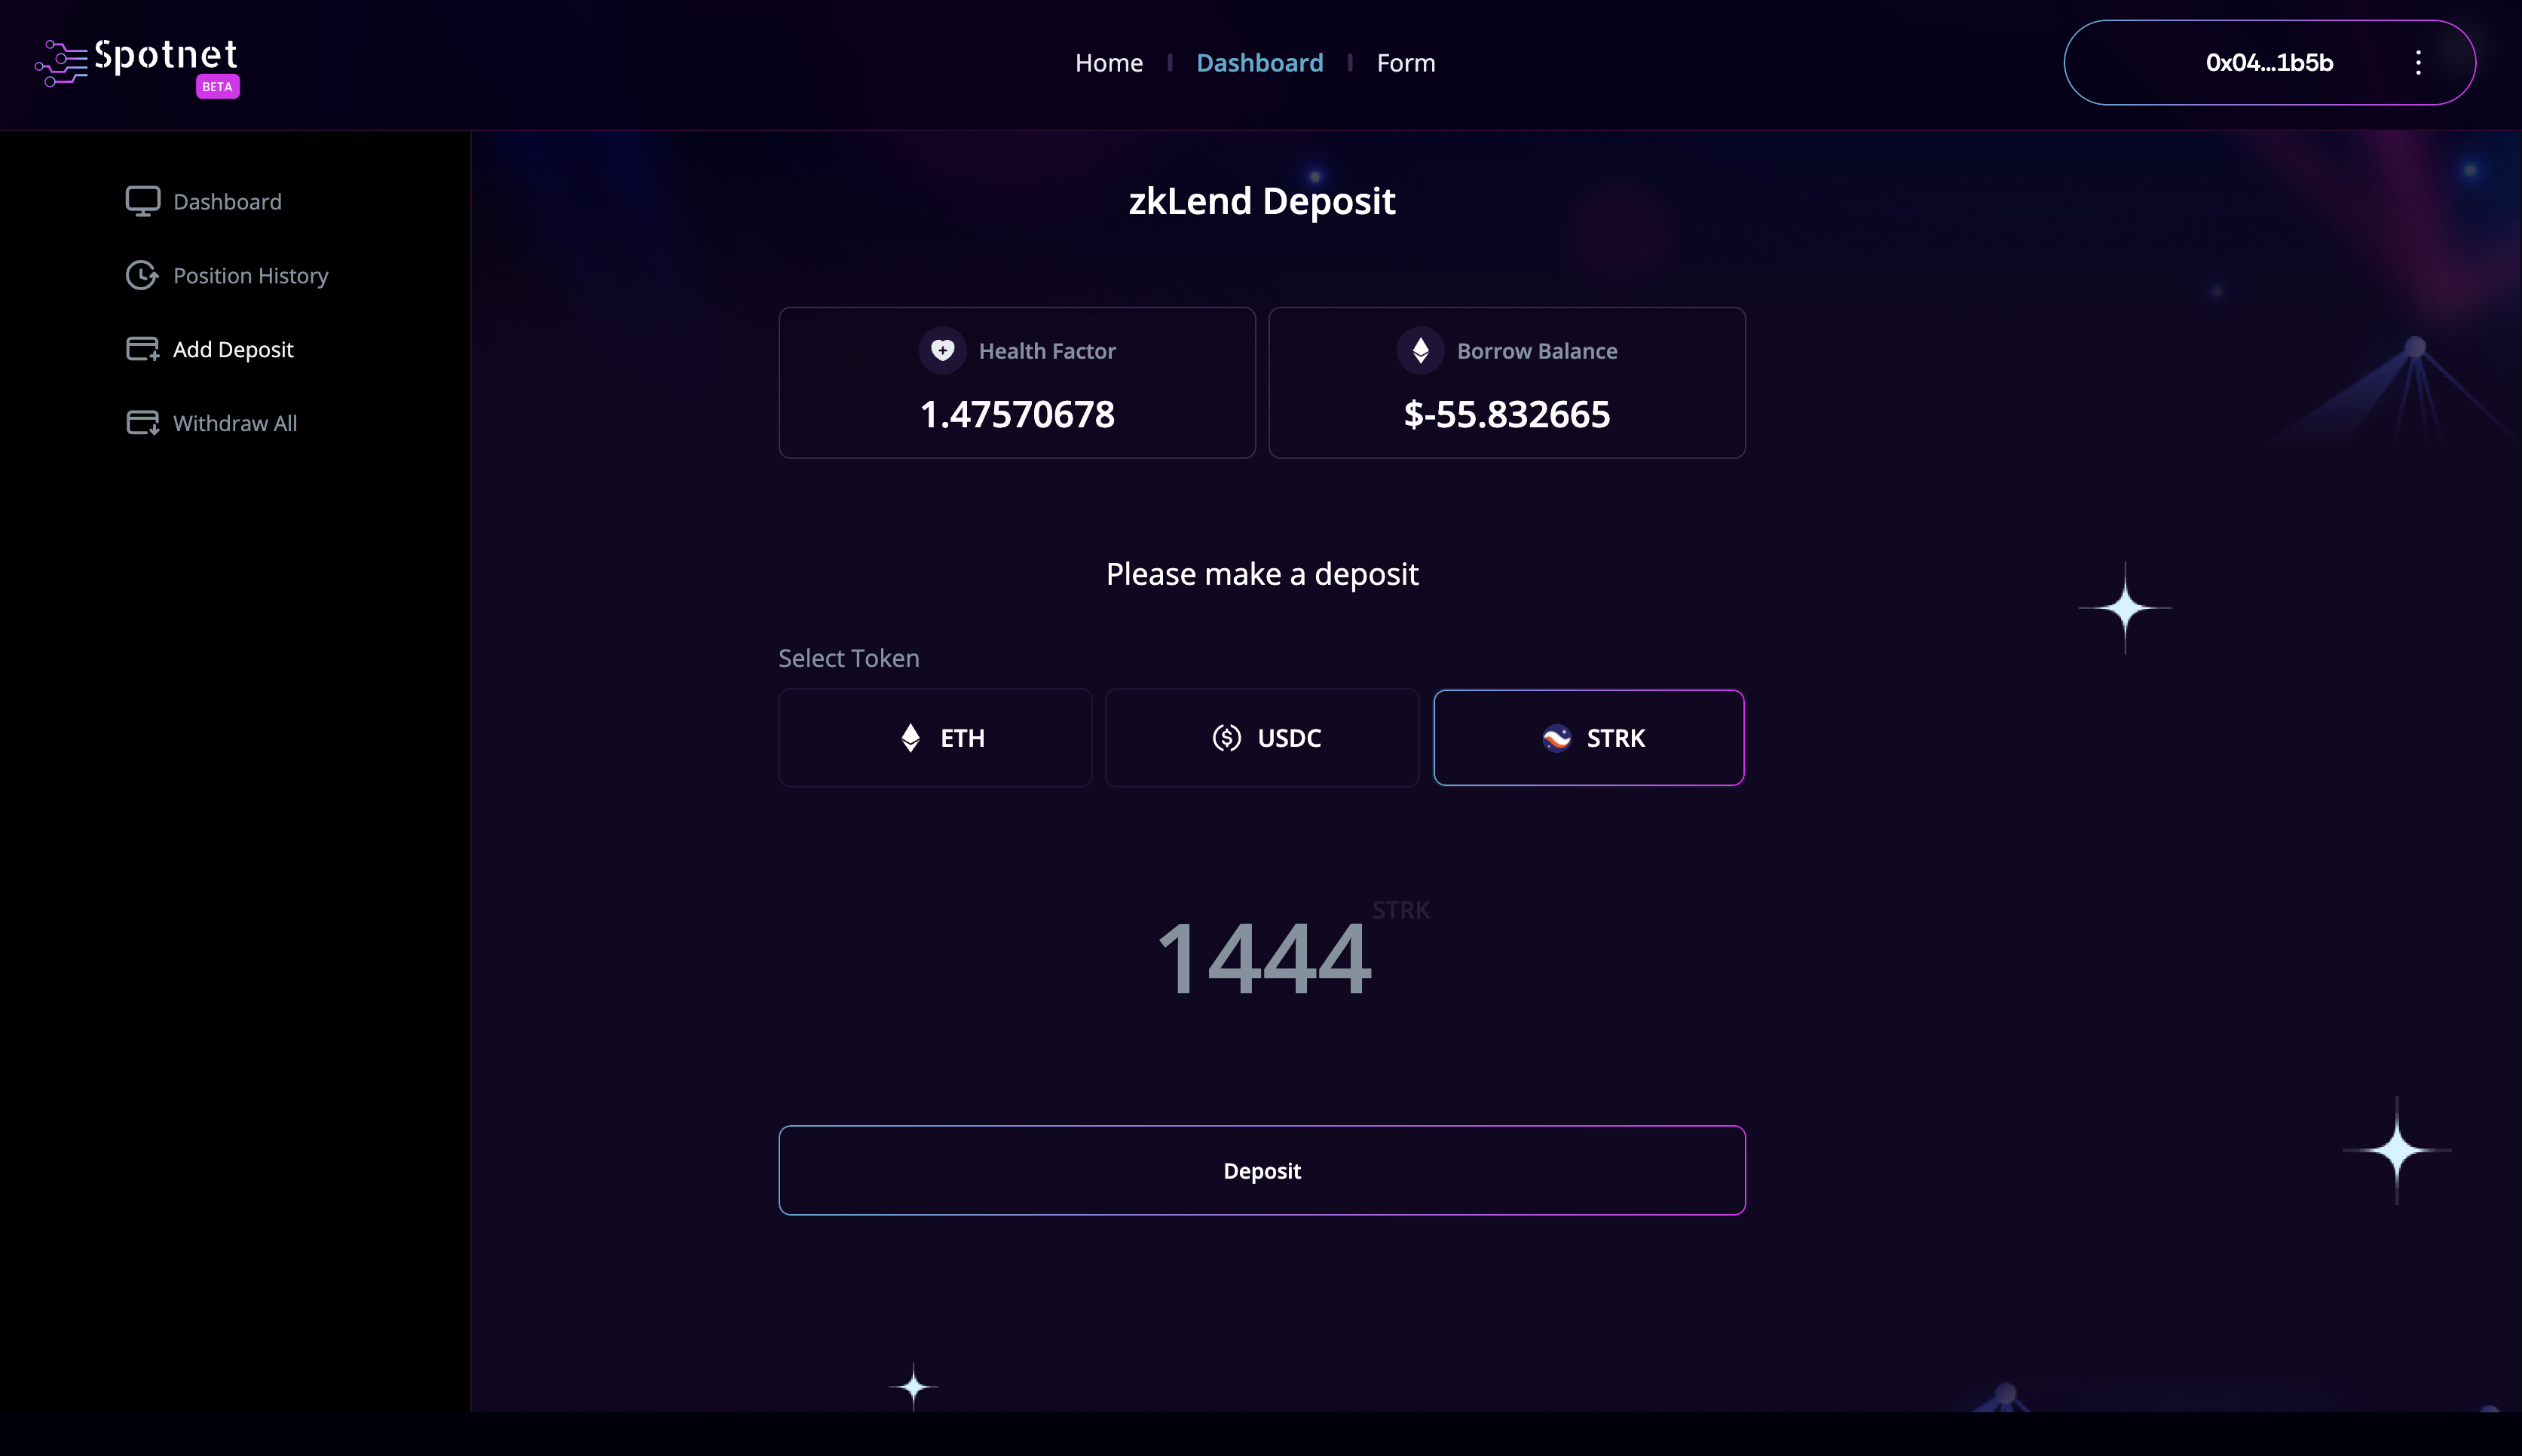 Spotnet
BETA
Home
Dashboard
Form
0x04...1b5b
Dashboard
Position History
Add Deposit
Withdraw All
zkLend Deposit
Health Factor
1.47570678
Borrow Balance
$-55.832665
Please make a deposit
Select Token
ETH
USDC
STRK
1444 STRK
Deposit